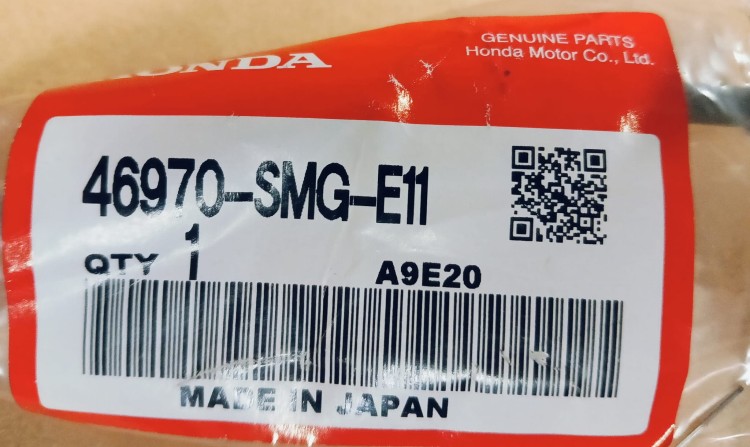 HONDA
GENUINE PARTS
Honda Motor Co., Ltd.
46970-SMG-E11
QTY 1
A9E20
MADE IN JAPAN